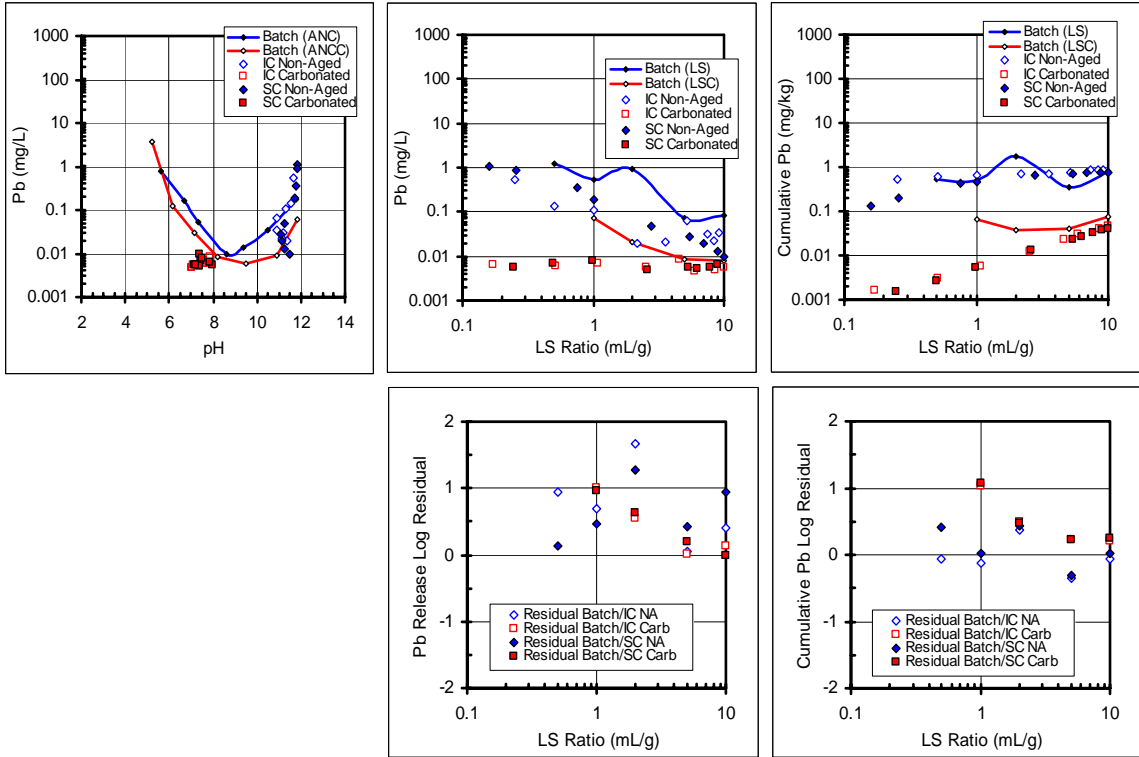 Batch (ANC)
Batch (ANCC)
IC Non-Aged
IC Carbonated
SC Non-Aged
SC Carbonated
1000
100
10
1
0.1
0.01
0.001
Pb (mg/L)
2 4 6 8 10 12 14
pH
Batch (LS)
Batch (LSC)
IC Non-Aged
IC Carbonated
SC Non-Aged
SC Carbonated
1000
100
10
1
0.1
0.01
0.001
Pb (mg/L)
0.1 1 10
LS Ratio (mL/g)
Batch (LS)
Batch (LSC)
IC Non-Aged
IC Carbonated
SC Non-Aged
SC Carbonated
1000
100
10
1
0.1
0.01
0.001
Cumulative Pb (mg/kg)
0.1 1 10
LS Ratio (mL/g)
2
1
0
-1
-2
Pb Release Log Residual
Residual Batch/IC NA
Residual Batch/IC Carb
Residual Batch/SC NA
Residual Batch/SC Carb
0.1 1 10
LS Ratio (mL/g)
2
1
0
-1
-2
Cumulative Pb Log Residual
Residual Batch/IC NA
Residual Batch/IC Carb
Residual Batch/SC NA
Residual Batch/SC Carb
0.1 1 10
LS Ratio (mL/g)